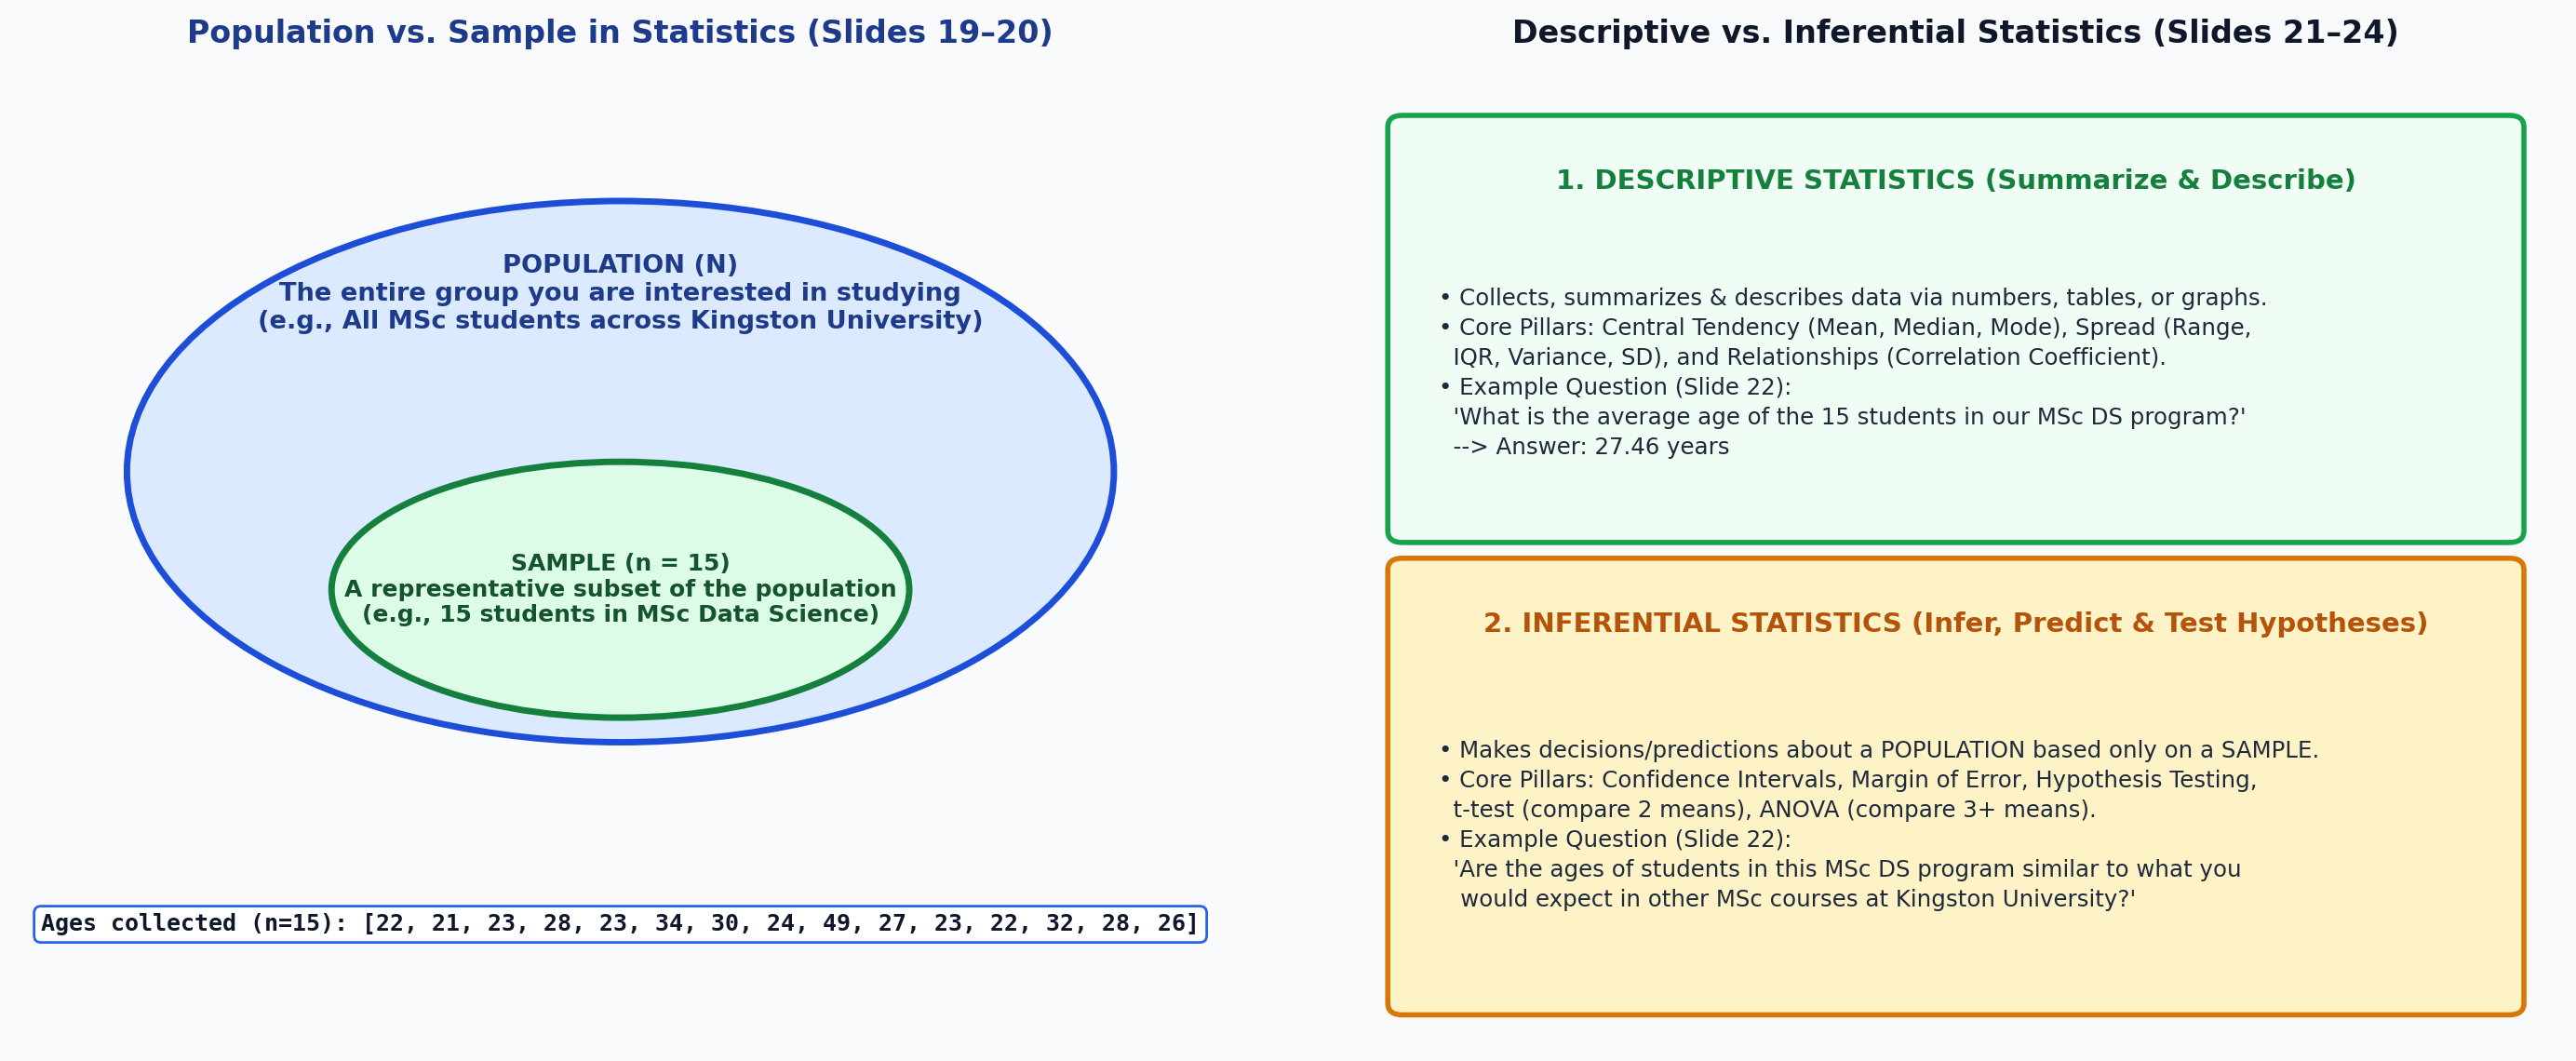 Population vs. Sample in Statistics (Slides 19–20)
POPULATION (N)
The entire group you are interested in studying
(e.g., All MSc students across Kingston University)
SAMPLE (n = 15)
A representative subset of the population
(e.g., 15 students in MSc Data Science)
Ages collected (n=15): [22, 21, 23, 28, 23, 34, 30, 24, 49, 27, 23, 22, 32, 28, 26]
Descriptive vs. Inferential Statistics (Slides 21–24)
1. DESCRIPTIVE STATISTICS (Summarize & Describe)
• Collects, summarizes & describes data via numbers, tables, or graphs.
• Core Pillars: Central Tendency (Mean, Median, Mode), Spread (Range,
IQR, Variance, SD), and Relationships (Correlation Coefficient).
• Example Question (Slide 22):
'What is the average age of the 15 students in our MSc DS program?'
--> Answer: 27.46 years
2. INFERENTIAL STATISTICS (Infer, Predict & Test Hypotheses)
• Makes decisions/predictions about a POPULATION based only on a SAMPLE.
• Core Pillars: Confidence Intervals, Margin of Error, Hypothesis Testing,
t-test (compare 2 means), ANOVA (compare 3+ means).
• Example Question (Slide 22):
'Are the ages of students in this MSc DS program similar to what you
would expect in other MSc courses at Kingston University?'